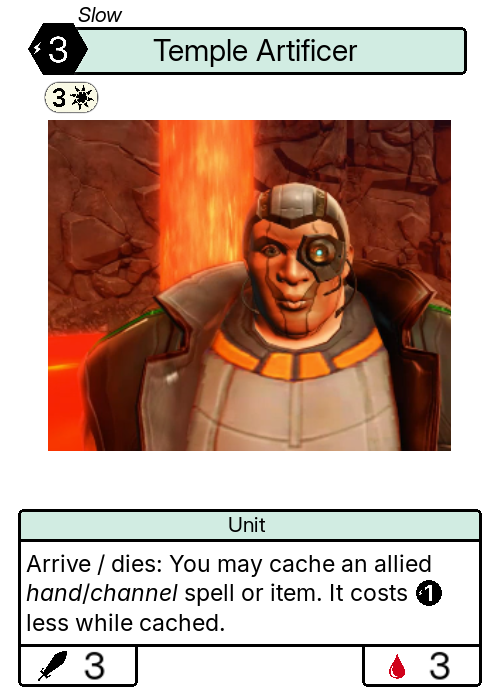 Slow
3 Temple Artificer
3
Unit
Arrive / dies: You may cache an allied
hand/channel spell or item. It costs 1
less while cached.
3 3